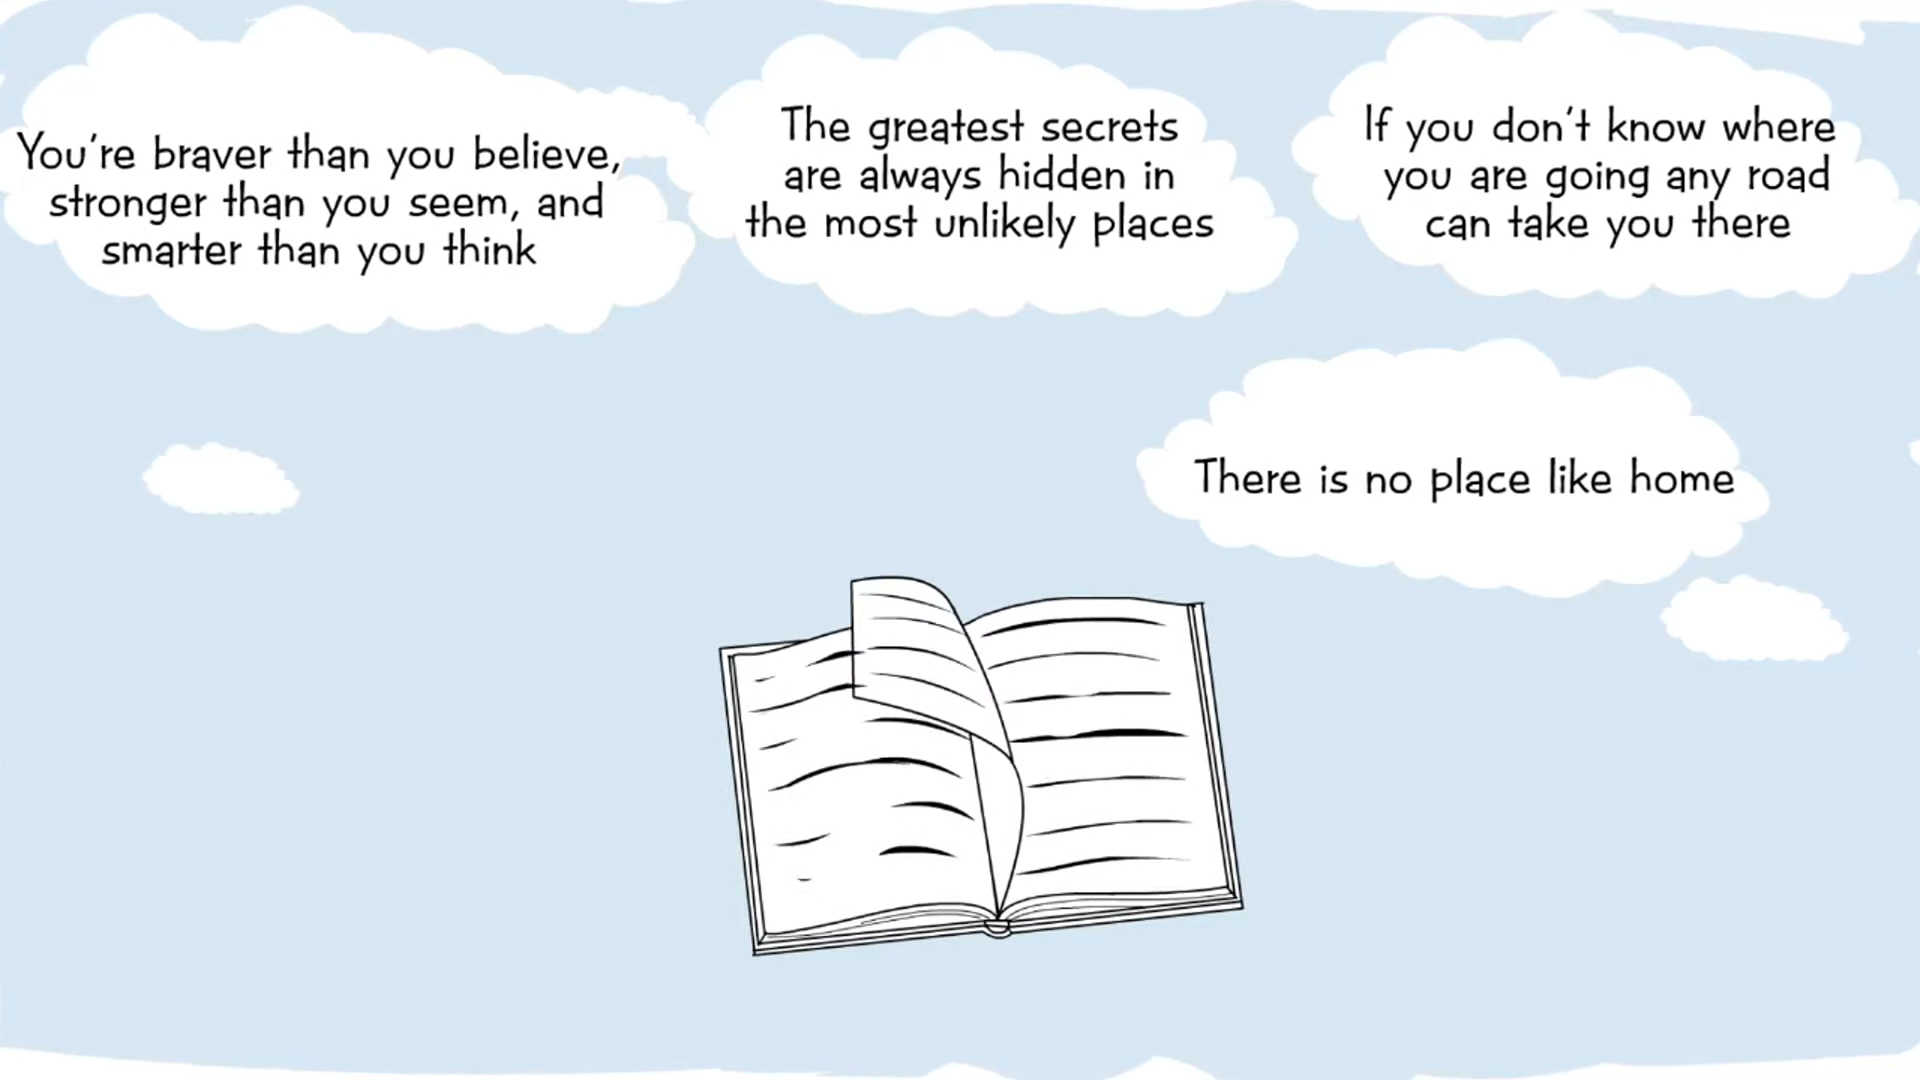 You're braver than you believe,
stronger than you seem, and
smarter than you think
The greatest secrets
are always hidden in
the most unlikely places
If you don't know where
you are going any road
can take you there
There is no place like home